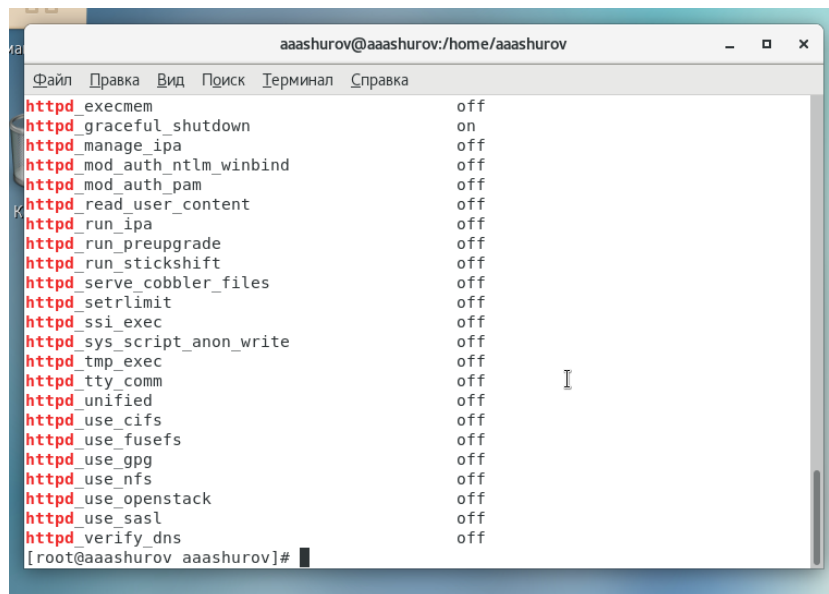 aaashurov@aaashurov:/home/aaashurov
Файл Правка Вид Поиск Терминал Справка
httpd_execmem off
httpd_graceful_shutdown on
httpd_manage_ipa off
httpd_mod_auth_ntlm_winbind off
httpd_mod_auth_pam off
httpd_read_user_content off
httpd_run_ipa off
httpd_run_preupgrade off
httpd_run_stickshift off
httpd_serve_cobbler_files off
httpd_setrlimit off
httpd_ssi_exec off
httpd_sys_script_anon_write off
httpd_tmp_exec off
httpd_tty_comm off
httpd_unified off
httpd_use_cifs off
httpd_use_fusefs off
httpd_use_gpg off
httpd_use_nfs off
httpd_use_openstack off
httpd_use_sasl off
httpd_verify_dns off
[root@aaashurov aaashurov]#